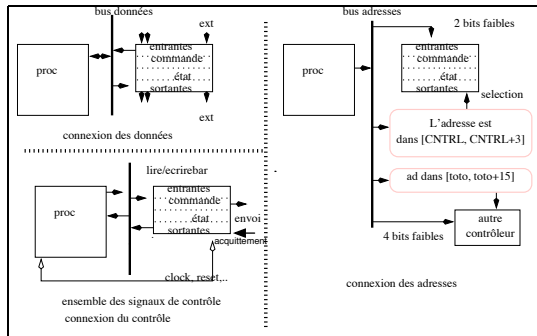 bus données
ext
proc
entrantes
commande
état
sortantes
ext
connexion des données
lire/ecrirebar
proc
entrantes
commande
état
sortantes
envoi
acquittement
clock, reset,..
ensemble des signaux de contrôle
connexion du contrôle
bus adresses
2 bits faibles
proc
entrantes
commande
état
sortantes
selection
L'adresse est
dans [CNTRL, CNTRL+3]
ad dans [toto, toto+15]
4 bits faibles
autre
contrôleur
connexion des adresses